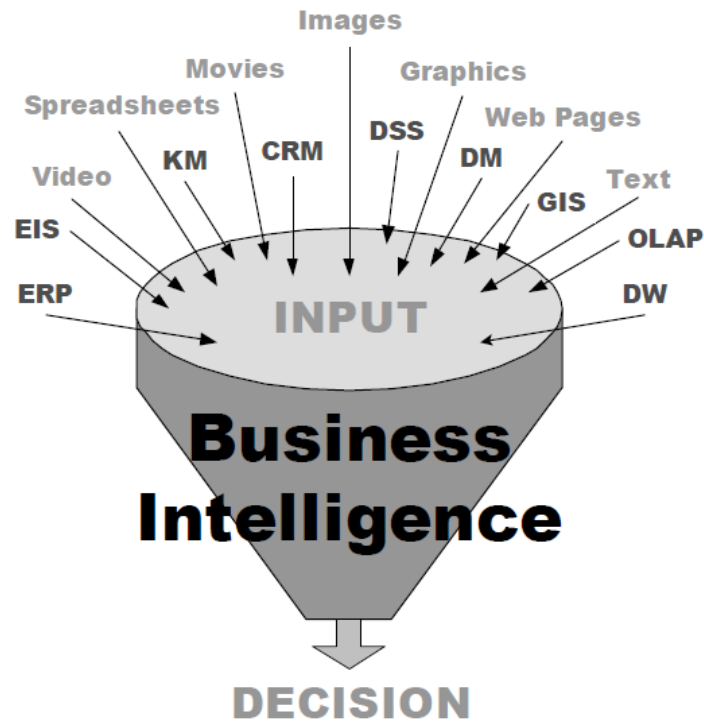 Images
Movies
Graphics
Spreadsheets
DSS
Web Pages
CRM
KM
DM
Video
Text
GIS
EIS
OLAP
ERP
DW
INPUT
Business
Intelligence
DECISION